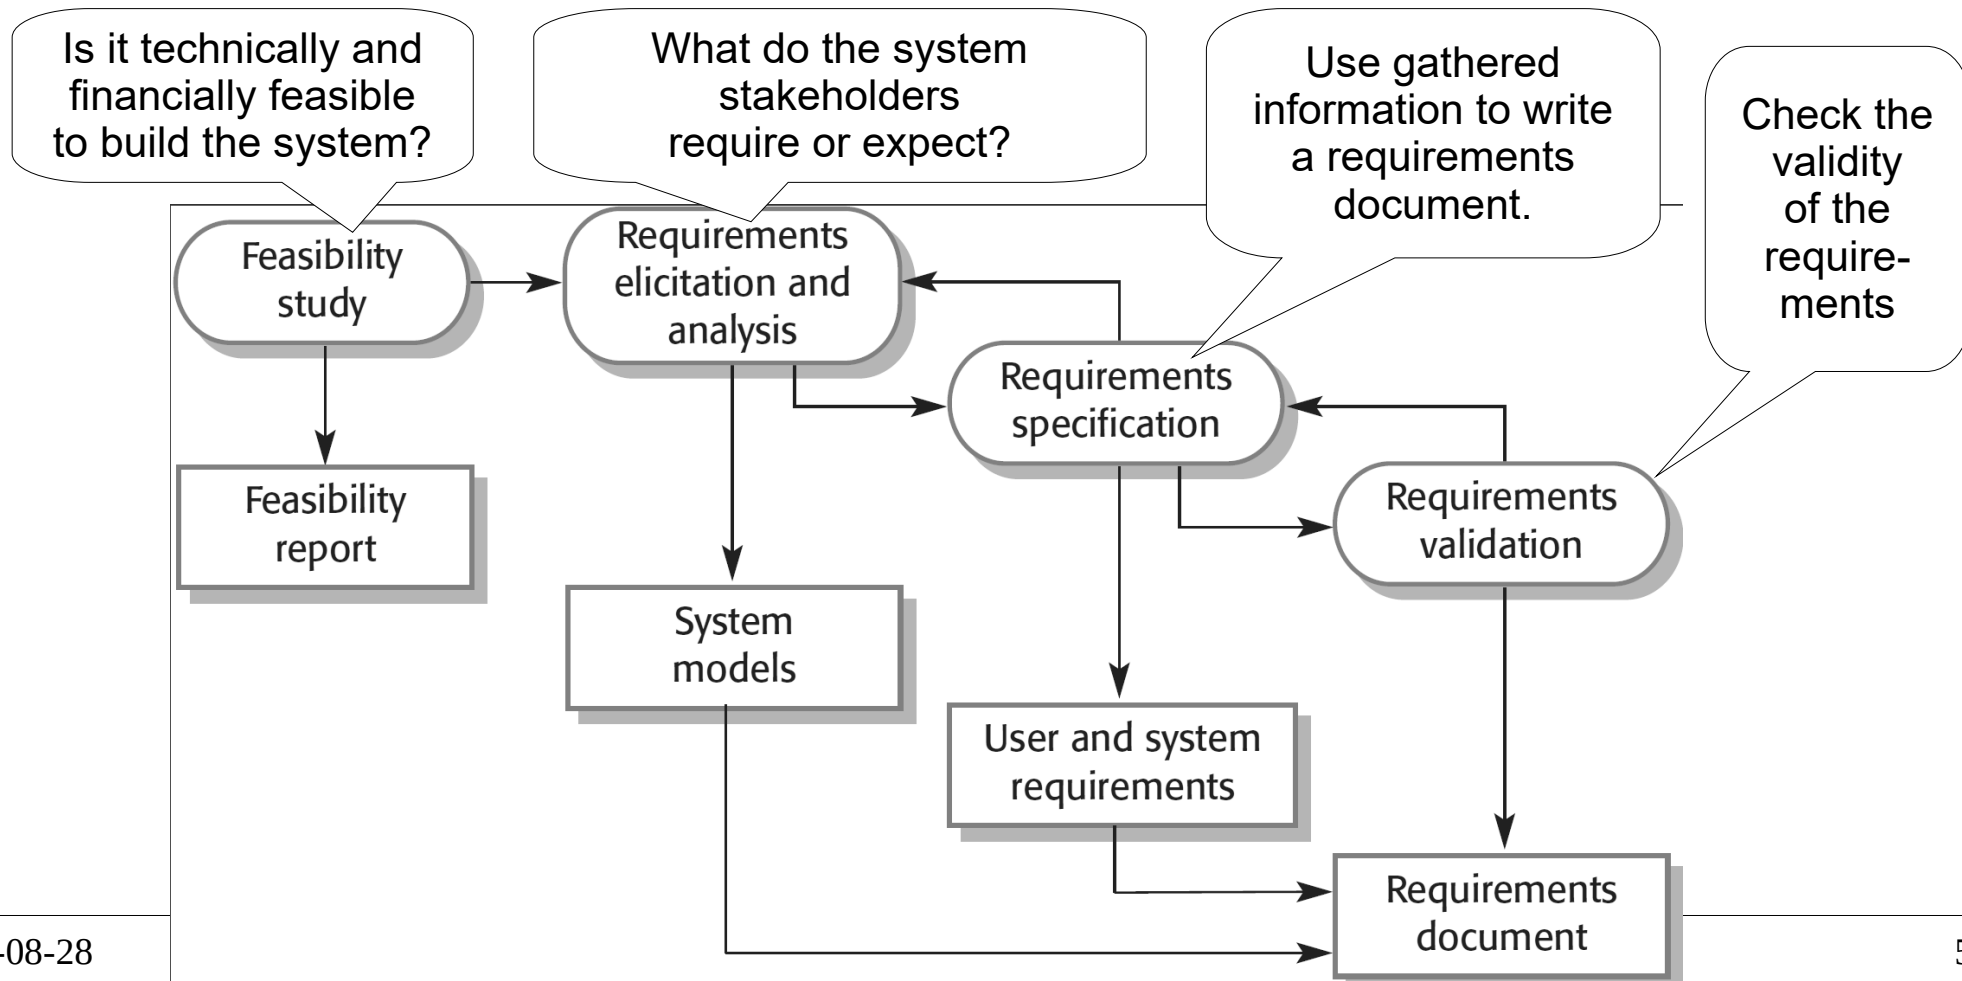 Is it technically and
financially feasible
to build the system?
What do the system
stakeholders
require or expect?
Use gathered
information to write
a requirements
document.
Check the
validity
of the
require-
ments
Feasibility
study
Requirements
elicitation and
analysis
Requirements
specification
Requirements
validation
Feasibility
report
System
models
User and system
requirements
Requirements
document
-08-28
5